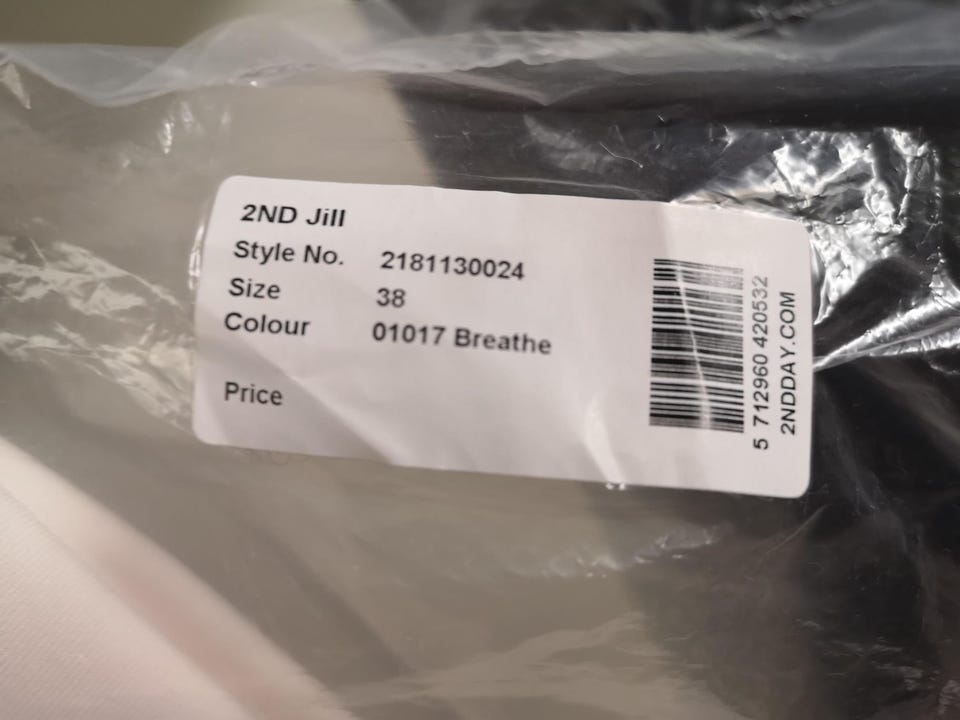 2ND Jill
Style No. 2181130024
Size 38
Colour 01017 Breathe
Price
5 712960 420532
2NDDAY.COM